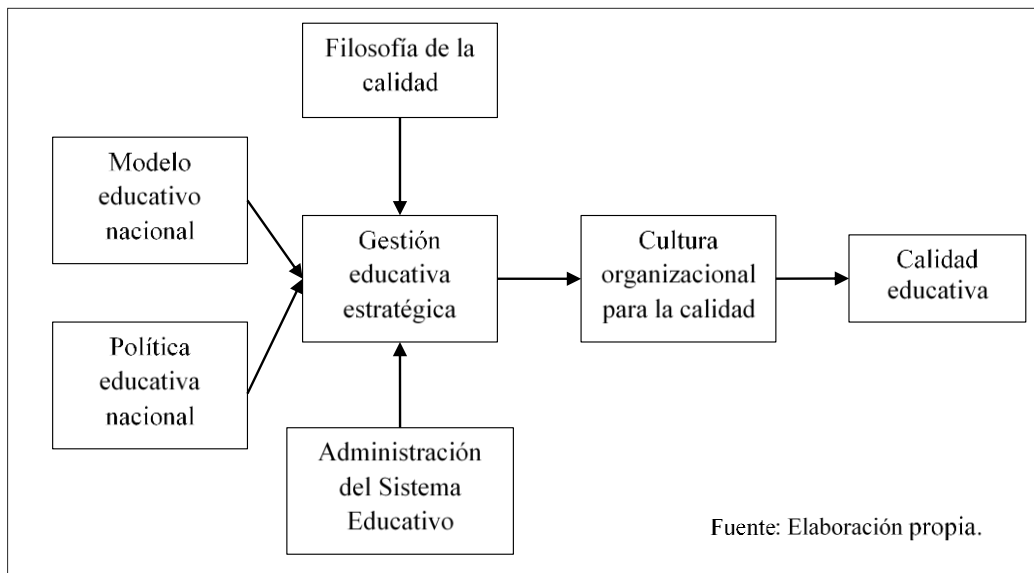 Filosofía de la
calidad
Modelo
educativo
nacional
Gestión
educativa
estratégica
Cultura
organizacional
para la calidad
Calidad
educativa
Política
educativa
nacional
Administración
del Sistema
Educativo
Fuente: Elaboración propia.